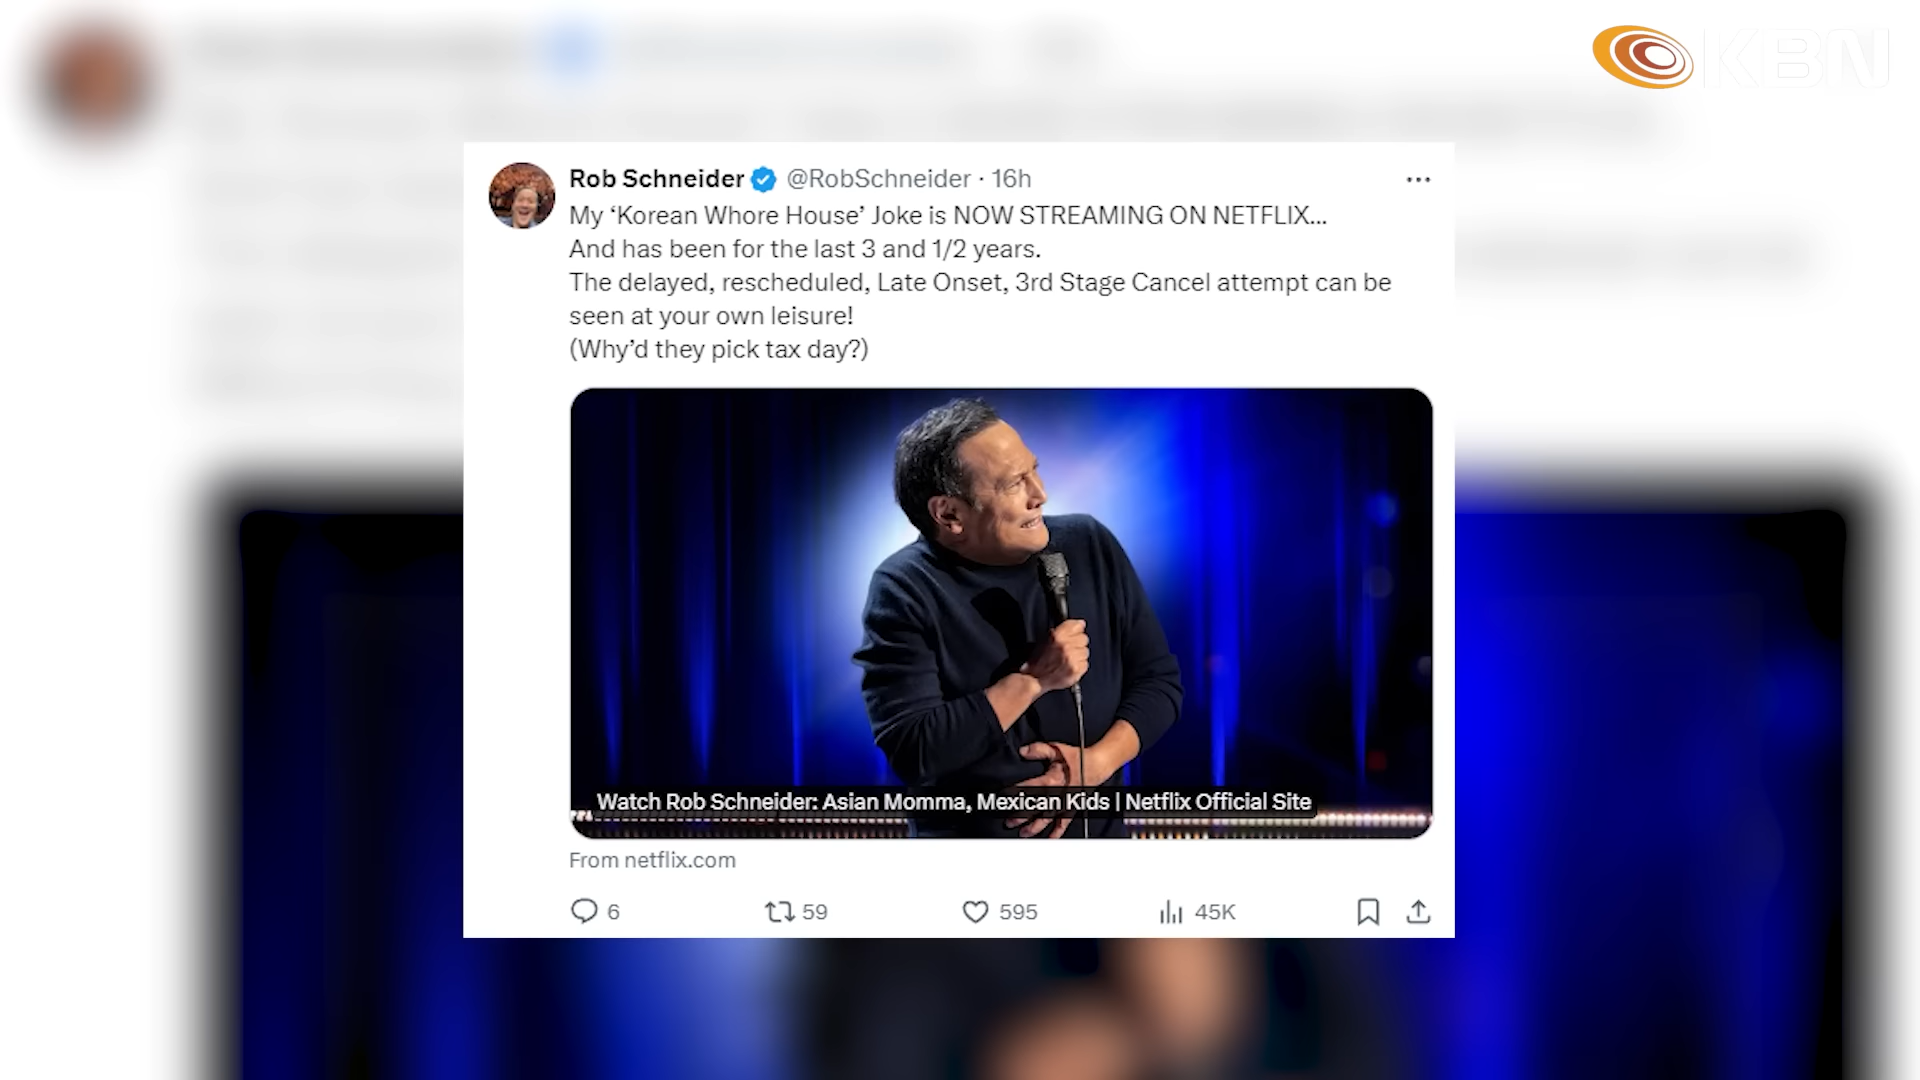 KBN
Rob Schneider @RobSchneider · 16h
My ‘Korean Whore House’ Joke is NOW STREAMING ON NETFLIX...
And has been for the last 3 and 1/2 years.
The delayed, rescheduled, Late Onset, 3rd Stage Cancel attempt can be
seen at your own leisure!
(Why’d they pick tax day?)
Watch Rob Schneider: Asian Momma, Mexican Kids | Netflix Official Site
From netflix.com
6 59 595 45K